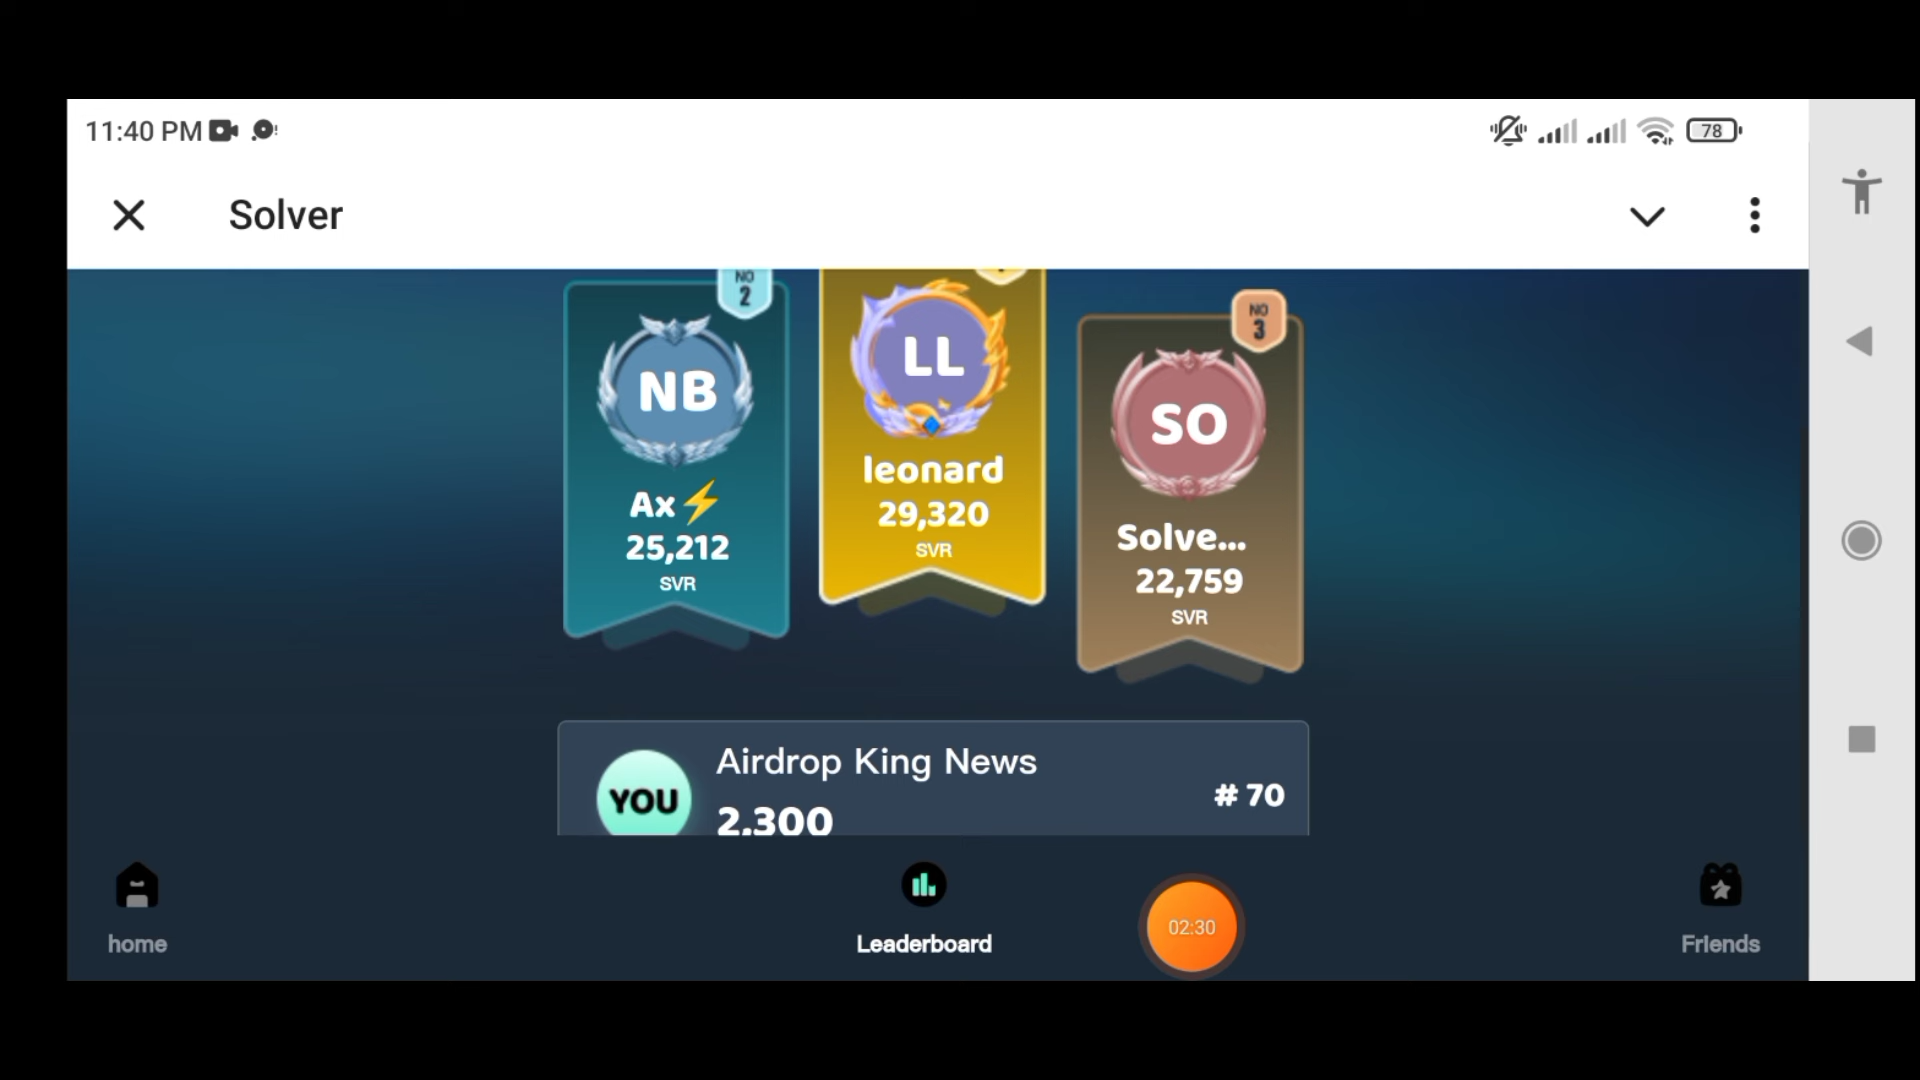 11:40 PM
78
Solver
NO
2
NB
Ax⚡
25,212
SVR
LL
leonard
29,320
SVR
NO
3
SO
Solve...
22,759
SVR
YOU
Airdrop King News
2,300
# 70
home
Leaderboard
02:30
Friends